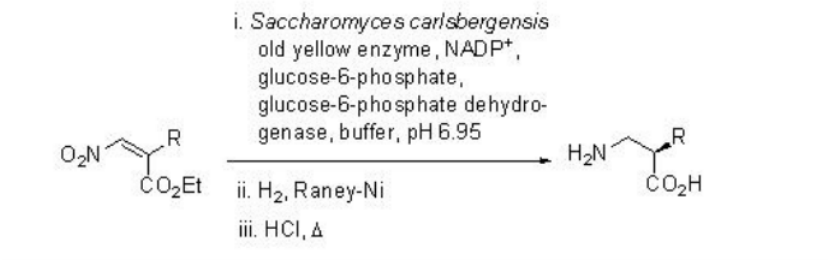 i. Saccharomyces carlsbergensis
old yellow enzyme, NADP⁺,
glucose-6-phosphate,
glucose-6-phosphate dehydro-
genase, buffer, pH 6.95
O₂N R CO₂Et
H₂N R CO₂H
ii. H₂, Raney-Ni
iii. HCl, Δ